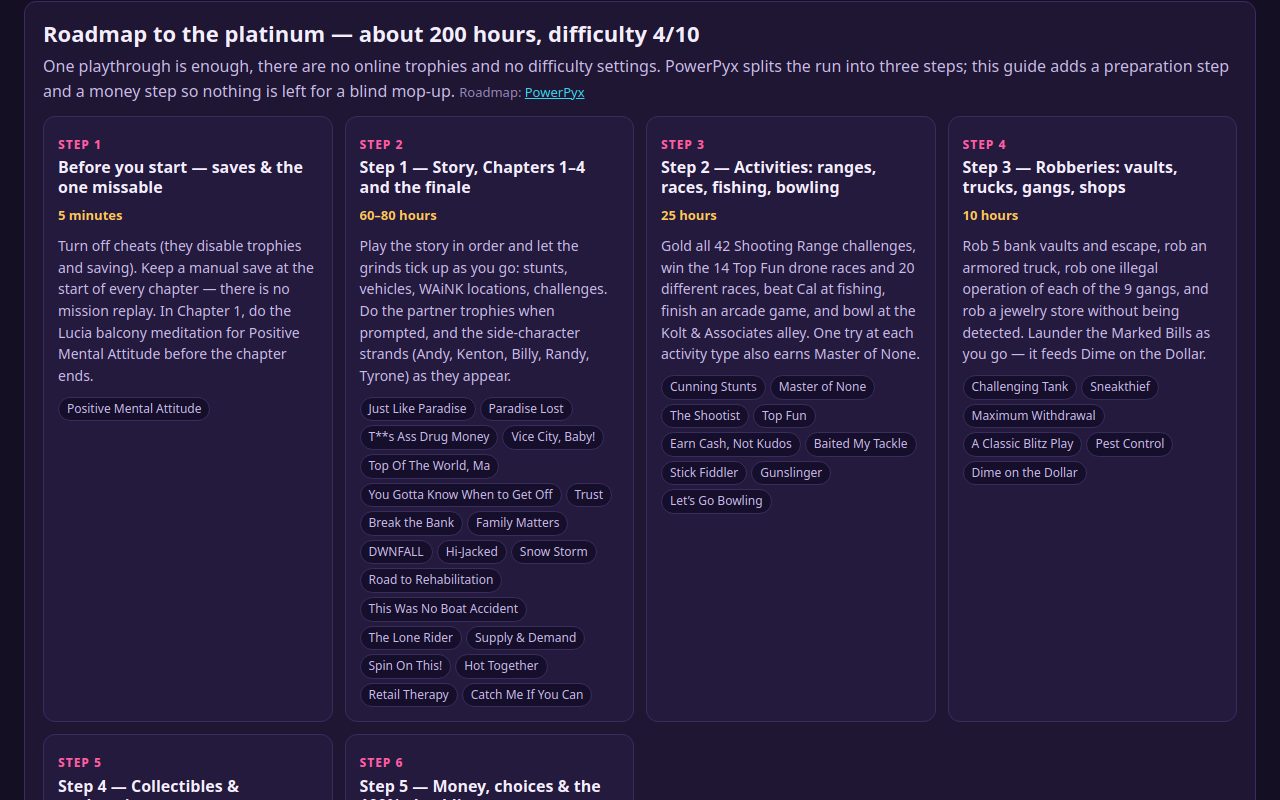 Roadmap to the platinum — about 200 hours, difficulty 4/10
One playthrough is enough, there are no online trophies and no difficulty settings. PowerPyx splits the run into three steps; this guide adds a preparation step
and a money step so nothing is left for a blind mop-up. Roadmap: PowerPyx
STEP 1
Before you start — saves & the
one missable
5 minutes
Turn off cheats (they disable trophies
and saving). Keep a manual save at the
start of every chapter — there is no
mission replay. In Chapter 1, do the
Lucia balcony meditation for Positive
Mental Attitude before the chapter
ends.
Positive Mental Attitude
STEP 2
Step 1 — Story, Chapters 1–4
and the finale
60–80 hours
Play the story in order and let the
grinds tick up as you go: stunts,
vehicles, WAiNK locations, challenges.
Do the partner trophies when
prompted, and the side-character
strands (Andy, Kenton, Billy, Randy,
Tyrone) as they appear.
Just Like Paradise Paradise Lost
T**s Ass Drug Money Vice City, Baby!
Top Of The World, Ma
You Gotta Know When to Get Off Trust
Break the Bank Family Matters
DWNFALL Hi-Jacked Snow Storm
Road to Rehabilitation
This Was No Boat Accident
The Lone Rider Supply & Demand
Spin On This! Hot Together
Retail Therapy Catch Me If You Can
STEP 3
Step 2 — Activities: ranges,
races, fishing, bowling
25 hours
Gold all 42 Shooting Range challenges,
win the 14 Top Fun drone races and 20
different races, beat Cal at fishing,
finish an arcade game, and bowl at the
Kolt & Associates alley. One try at each
activity type also earns Master of None.
Cunning Stunts Master of None
The Shootist Top Fun
Earn Cash, Not Kudos Baited My Tackle
Stick Fiddler Gunslinger
Let's Go Bowling
STEP 4
Step 3 — Robberies: vaults,
trucks, gangs, shops
10 hours
Rob 5 bank vaults and escape, rob an
armored truck, rob one illegal
operation of each of the 9 gangs, and
rob a jewelry store without being
detected. Launder the Marked Bills as
you go — it feeds Dime on the Dollar.
Challenging Tank Sneakthief
Maximum Withdrawal
A Classic Blitz Play Pest Control
Dime on the Dollar
STEP 5
Step 4 — Collectibles &
STEP 6
Step 5 — Money, choices & the